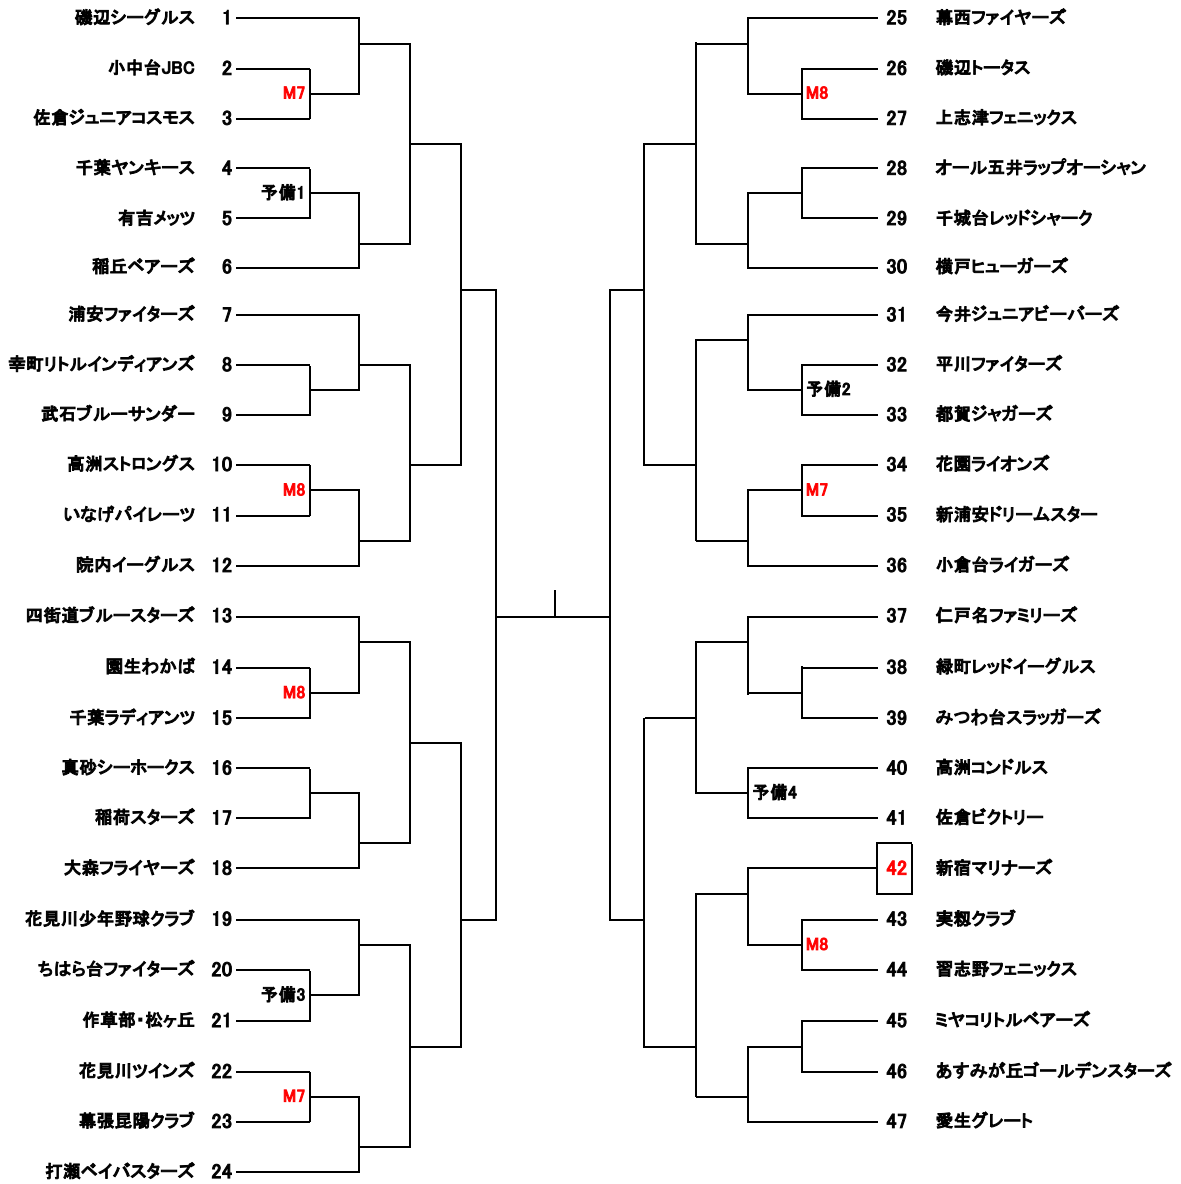 磯辺シーグルス 1
小中台JBC 2
M7
佐倉ジュニアコスモス 3
千葉ヤンキース 4
予備1
有吉メッツ 5
稲丘ベアーズ 6
浦安ファイターズ 7
幸町リトルインディアンズ 8
武石ブルーサンダー 9
高洲ストロングス 10
M8
いなげパイレーツ 11
院内イーグルス 12
四街道ブルースターズ 13
園生わかば 14
M8
千葉ラディアンツ 15
真砂シーホークス 16
稲荷スターズ 17
大森フライヤーズ 18
花見川少年野球クラブ 19
ちはら台ファイターズ 20
予備3
作草部・松ヶ丘 21
花見川ツインズ 22
M7
幕張昆陽クラブ 23
打瀬ベイバスターズ 24
25 幕西ファイヤーズ
26 磯辺トータス
M8
27 上志津フェニックス
28 オール五井ラップオーシャン
29 千城台レッドシャーク
30 横戸ヒューガーズ
31 今井ジュニアビーバーズ
32 平川ファイターズ
予備2
33 都賀ジャガーズ
34 花園ライオンズ
M7
35 新浦安ドリームスター
36 小倉台ライガーズ
37 仁戸名ファミリーズ
38 緑町レッドイーグルス
39 みつわ台スラッガーズ
40 高洲コンドルス
予備4
41 佐倉ビクトリー
42 新宿マリナーズ
43 実籾クラブ
M8
44 習志野フェニックス
45 ミヤコリトルベアーズ
46 あすみが丘ゴールデンスターズ
47 愛生グレート